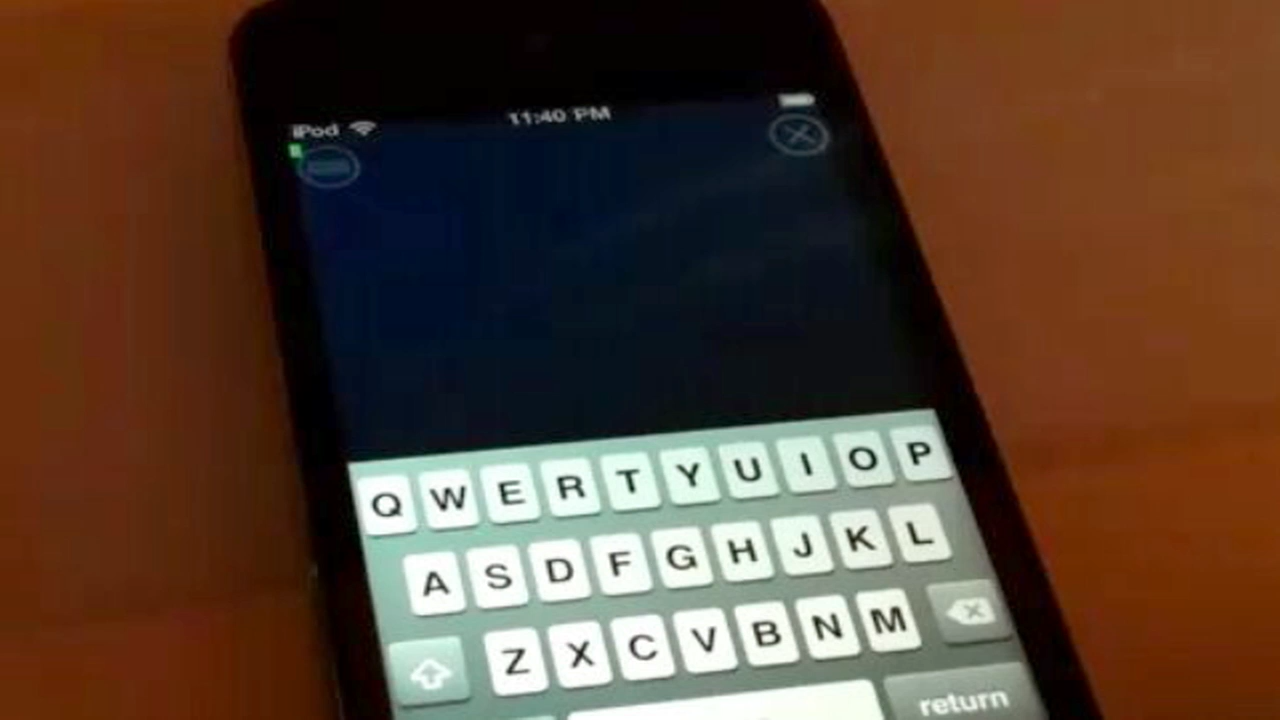 iPod 11:40 PM
Q W E R T Y U I O P
A S D F G H J K L
Z X C V B N M
return